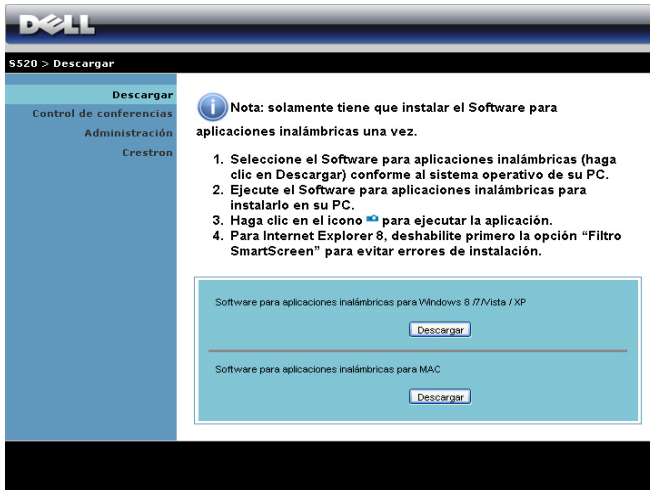 DELL
S520 > Descargar
Descargar
Control de conferencias
Administración
Crestron
Nota: solamente tiene que instalar el Software para
aplicaciones inalámbricas una vez.
1. Seleccione el Software para aplicaciones inalámbricas (haga
clic en Descargar) conforme al sistema operativo de su PC.
2. Ejecute el Software para aplicaciones inalámbricas para
instalarlo en su PC.
3. Haga clic en el icono para ejecutar la aplicación.
4. Para Internet Explorer 8, deshabilite primero la opción “Filtro
SmartScreen” para evitar errores de instalación.
Software para aplicaciones inalámbricas para Windows 8 /7/Vista / XP
Descargar
Software para aplicaciones inalámbricas para MAC
Descargar